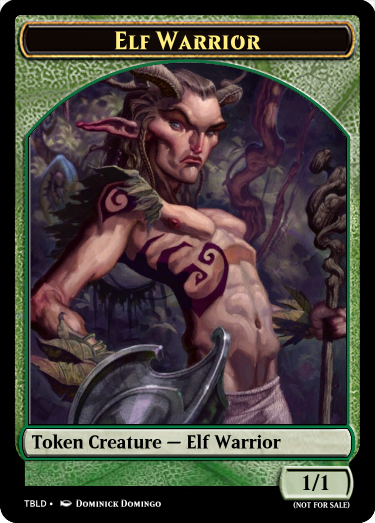 Elf Warrior
Token Creature — Elf Warrior
1/1
TBLD • Dominick Domingo
(NOT FOR SALE)